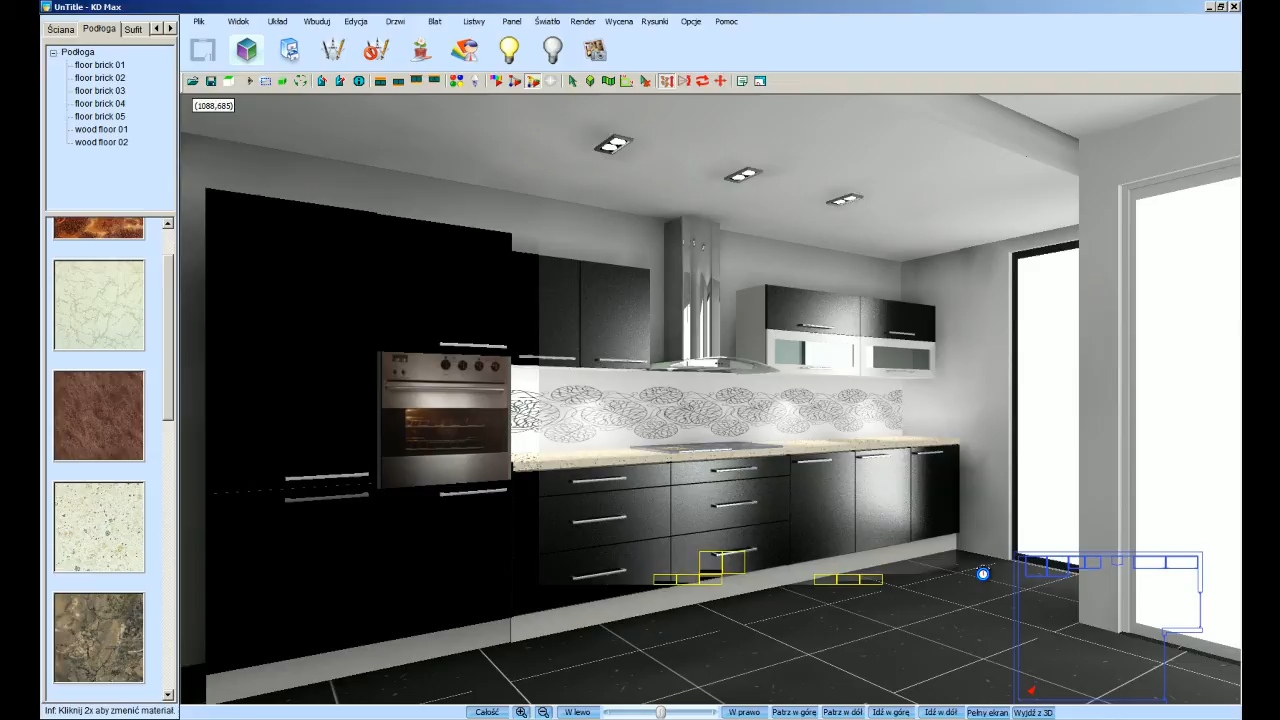 UnTitle - KD Max
Plik Widok Układ Wbuduj Edycja Drzwi Blat Listwy Panel Światło Render Wycena Rysunki Opcje Pomoc
Ściana Podłoga Sufit
Podłoga
floor brick 01
floor brick 02
floor brick 03
floor brick 04
floor brick 05
wood floor 01
wood floor 02
(1088,685)
Inf: Kliknij 2x aby zmenić materiał.
Całość W lewo W prawo Patrz w górę Patrz w dół Idź w górę Idź w dół Pełny ekran Wyjdź z 3D